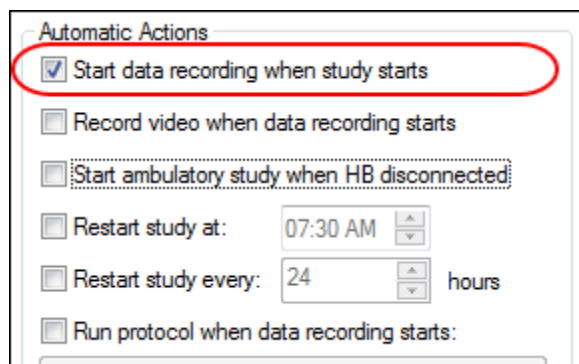 Automatic Actions
Start data recording when study starts
Record video when data recording starts
Start ambulatory study when HB disconnected
Restart study at: 07:30 AM
Restart study every: 24 hours
Run protocol when data recording starts: